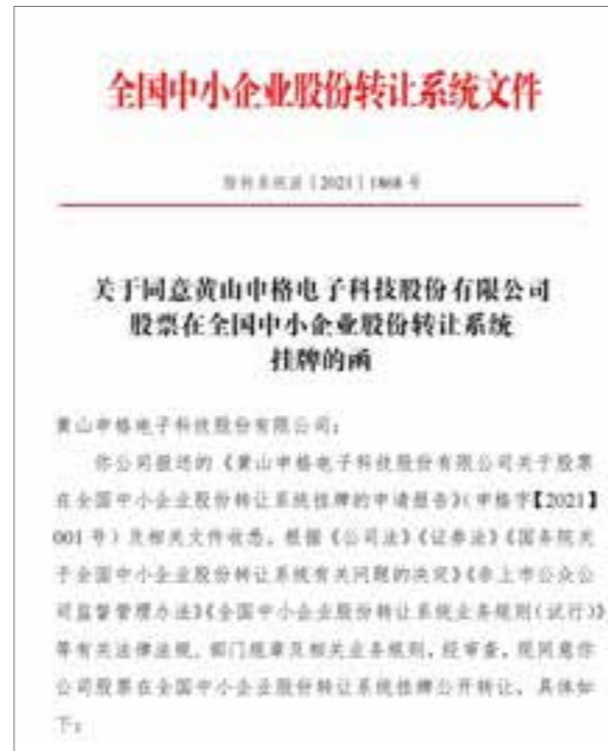 全国中小企业股份转让系统文件
股转系统函〔2021〕1868 号
关于同意黄山申格电子科技股份有限公司
股票在全国中小企业股份转让系统
挂牌的函
黄山申格电子科技股份有限公司：
你公司报送的《黄山申格电子科技股份有限公司关于股票
在全国中小企业股份转让系统挂牌的申请报告》（申格字【2021】
001 号）及相关文件收悉。根据《公司法》《证券法》《国务院关
于全国中小企业股份转让系统有关问题的决定》《非上市公众公
司监督管理办法》《全国中小企业股份转让系统业务规则（试行）》
等有关法律法规、部门规章及相关业务规则，经审查，现同意你
公司股票在全国中小企业股份转让系统挂牌公开转让。具体如
下：